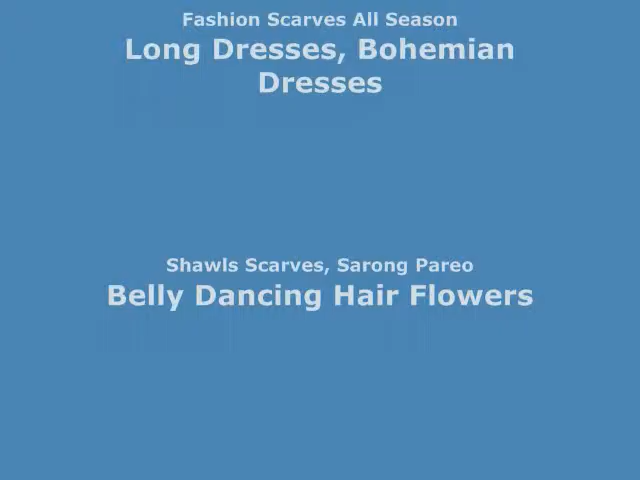 Fashion Scarves All Season
Long Dresses, Bohemian
Dresses
Shawls Scarves, Sarong Pareo
Belly Dancing Hair Flowers